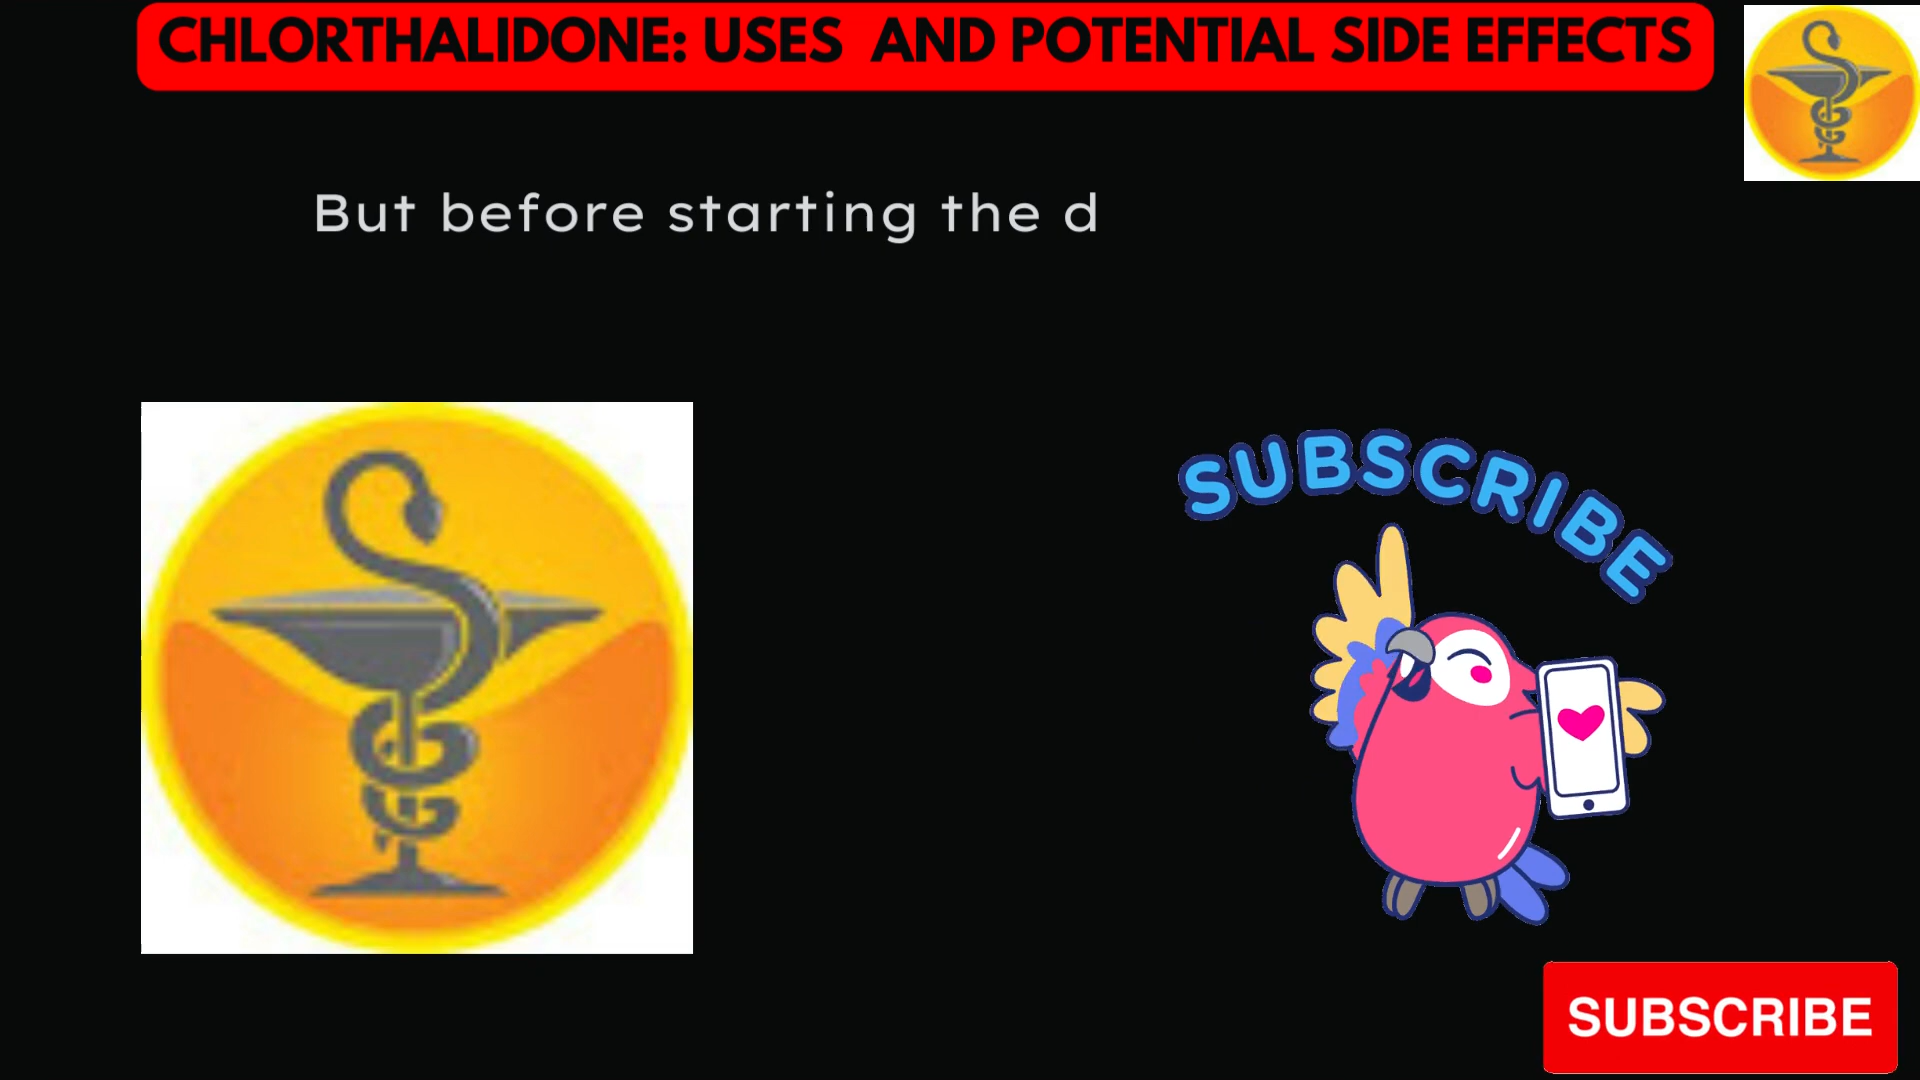 CHLORTHALIDONE: USES AND POTENTIAL SIDE EFFECTS
But before starting the d
SUBSCRIBE
SUBSCRIBE